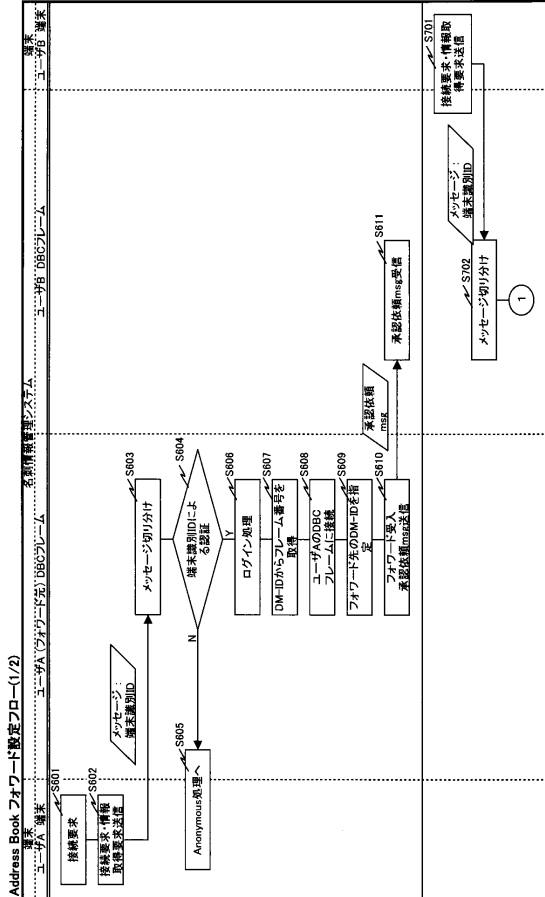 Address Book フォワード設定フロー(1/2)
端末
名刺情報管理システム
端末
ユーザA 端末
ユーザA (フォワード元) DBCフレーム
ユーザB DBCフレーム
ユーザB 端末
S601
接続要求
S602
接続要求・情報
取得要求送信
メッセージ:
端末識別ID
S603
メッセージ切り分け
S604
端末識別IDによ
る認証
N
Y
S605
Anonymous処理へ
S606
ログイン処理
S607
DM-IDからフレーム番号を
取得
S608
ユーザAのDBC
フレームに接続
S609
フォワード先のDM-IDを指
定
S610
フォワード受入
承認依頼msg送信
承認依頼
msg
S611
承認依頼msg受信
S701
接続要求・情報取
得要求送信
メッセージ:
端末識別ID
S702
メッセージ切り分け
1